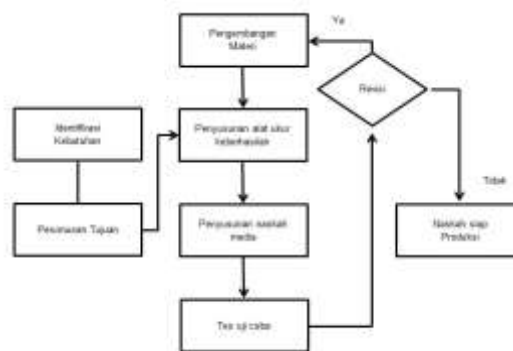 Ya
Pengembangan
Materi
Revisi
Identifikasi
Kebutuhan
Penyusunan alat ukur
keberhasilan
Tidak
Perumusan Tujuan
Penyusunan naskah
media
Naskah siap
Produksi
Tes uji coba